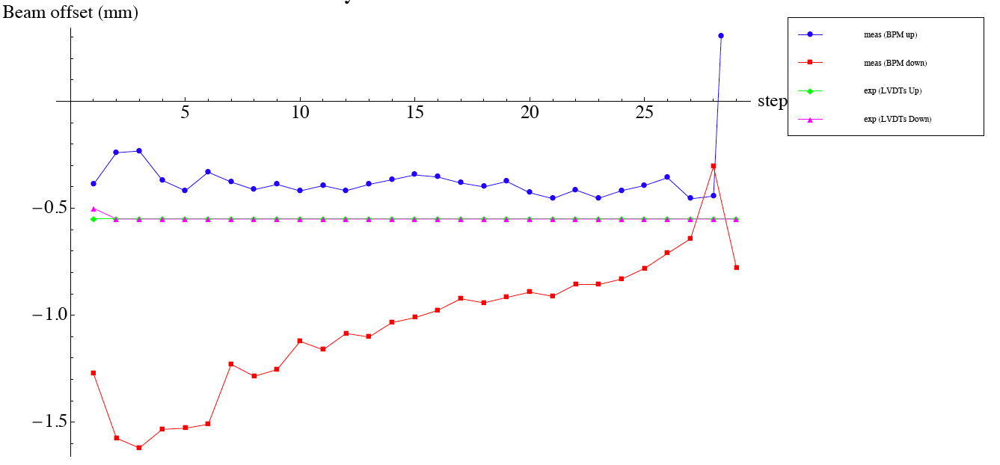 Beam offset (mm)
meas (BPM up)
meas (BPM down)
exp (LVDTs Up)
exp (LVDTs Down)
step
5
10
15
20
25
−0.5
−1.0
−1.5